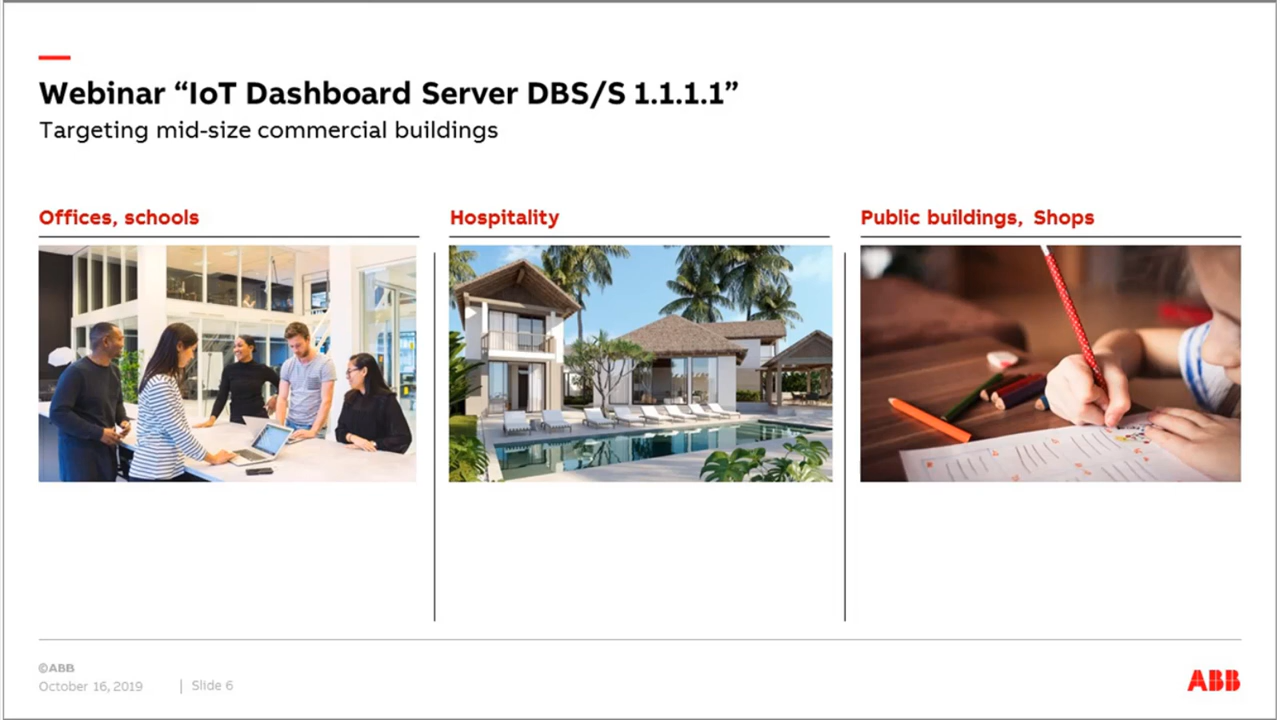 Webinar “IoT Dashboard Server DBS/S 1.1.1.1”
Targeting mid-size commercial buildings
Offices, schools
Hospitality
Public buildings, Shops
©ABB
October 16, 2019 | Slide 6
ABB